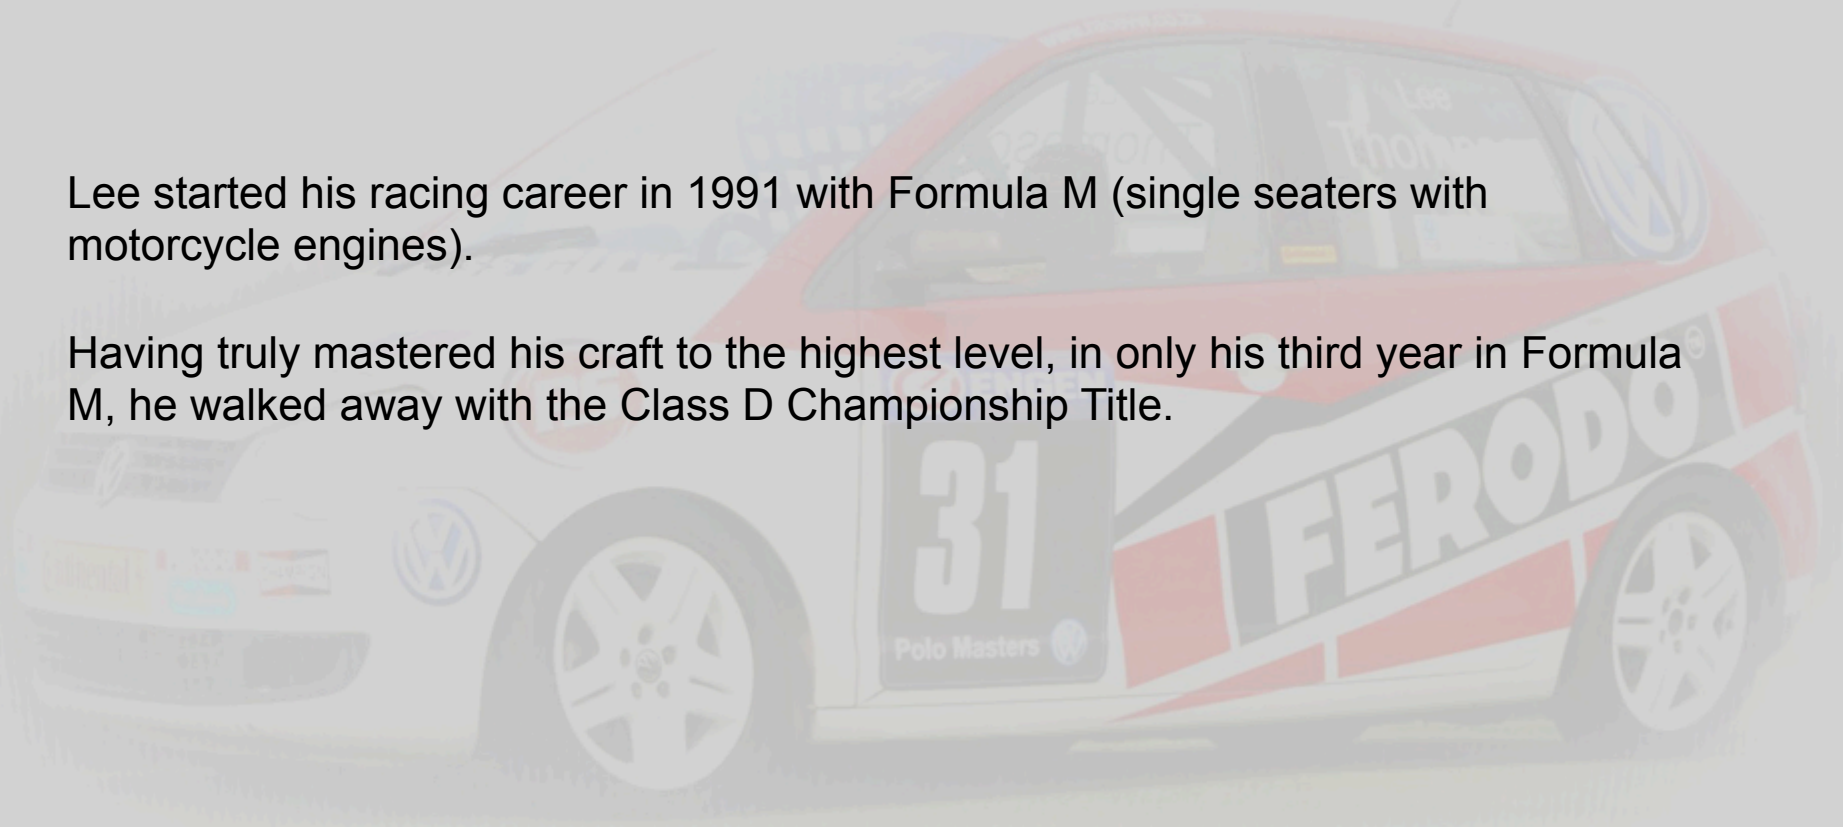 Lee
Lee started his racing career in 1991 with Formula M (single seaters with
motorcycle engines).
Having truly mastered his craft to the highest level, in only his third year in Formula
M, he walked away with the Class D Championship Title.
ENGEN
31
FERODO
Polo Masters